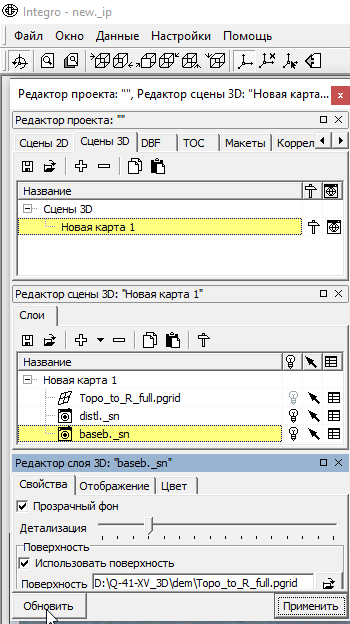 Integro - new._ip
Файл Окно Данные Настройки Помощь
Редактор проекта: "", Редактор сцены 3D: "Новая карта... x
Редактор проекта: ""
Сцены 2D Сцены 3D DBF TOC Макеты Коррел
Название
Сцены 3D
Новая карта 1
Редактор сцены 3D: "Новая карта 1"
Слои
Название
Новая карта 1
Topo_to_R_full.pgrid
distl._sn
baseb._sn
Редактор слоя 3D: "baseb._sn"
Свойства Отображение Цвет
Прозрачный фон
Детализация
Поверхность
Использовать поверхность
Поверхность D:\Q-41-XV_3D\dem\Topo_to_R_full.pgrid
Обновить Применить